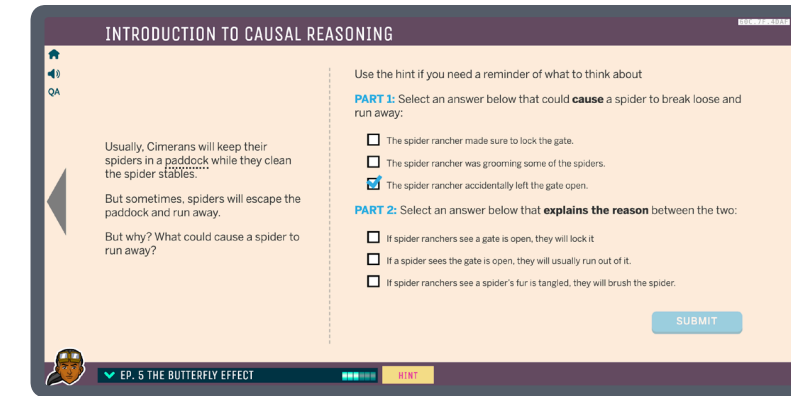 INTRODUCTION TO CAUSAL REASONING
QA
Usually, Cimerans will keep their
spiders in a paddock while they clean
the spider stables.
But sometimes, spiders will escape the
paddock and run away.
But why? What could cause a spider to
run away?
Use the hint if you need a reminder of what to think about
PART 1: Select an answer below that could cause a spider to break loose and
run away:
The spider rancher made sure to lock the gate.
The spider rancher was grooming some of the spiders.
The spider rancher accidentally left the gate open.
PART 2: Select an answer below that explains the reason between the two:
If spider ranchers see a gate is open, they will lock it
If a spider sees the gate is open, they will usually run out of it.
If spider ranchers see a spider's fur is tangled, they will brush the spider.
SUBMIT
EP. 5 THE BUTTERFLY EFFECT
HINT